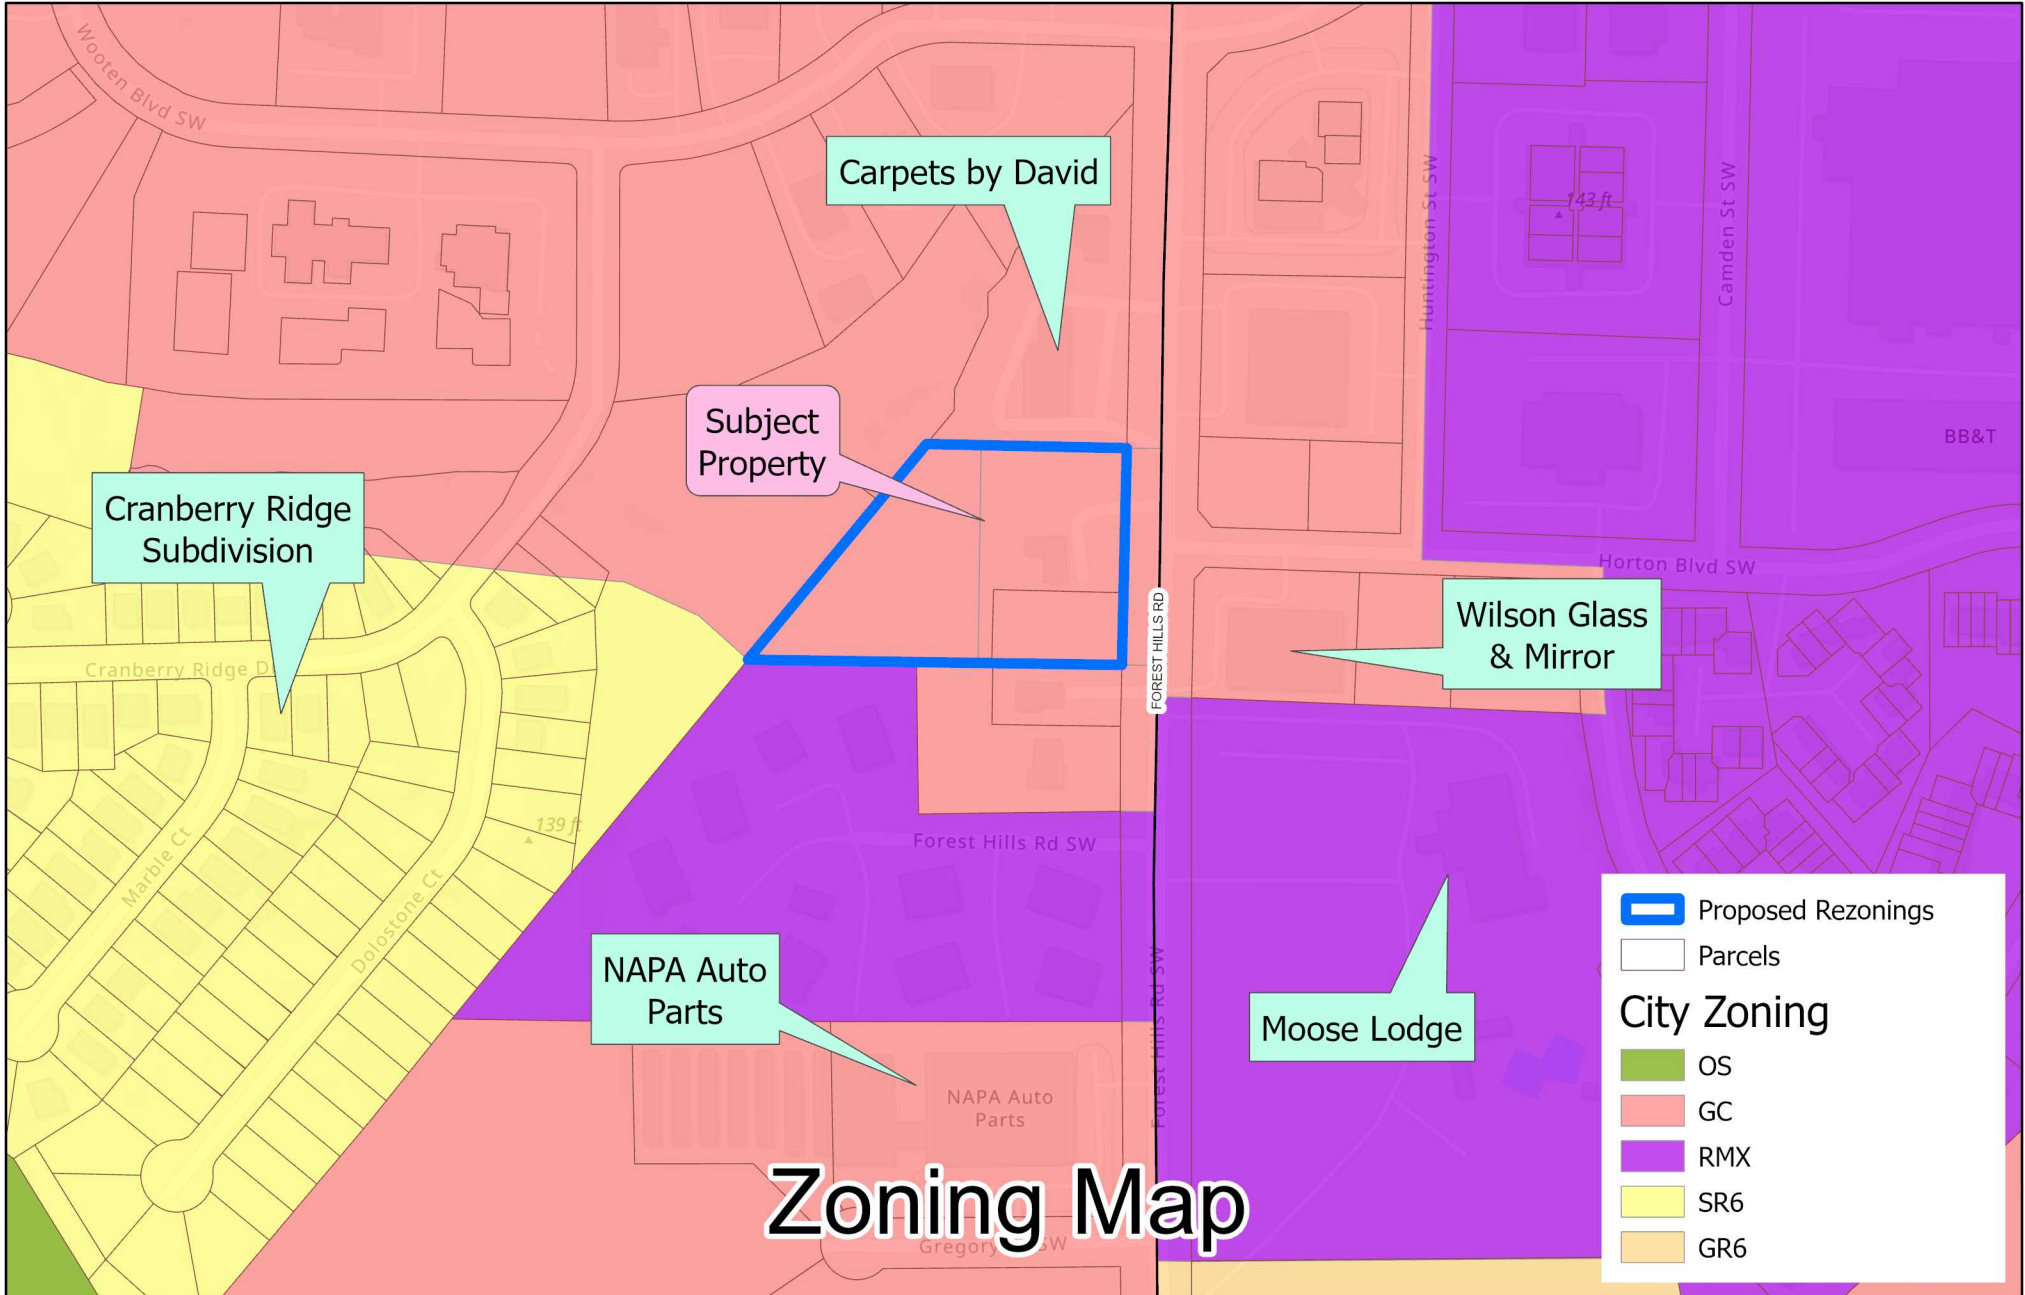 Wooten Blvd SW
Carpets by David
Huntington St SW
143 ft
Camden St SW
Subject
Property
BB&T
Cranberry Ridge
Subdivision
Horton Blvd SW
Wilson Glass
& Mirror
FOREST HILLS RD
Cranberry Ridge D
139 ft
Forest Hills Rd SW
Marble Ct
Dolostone Ct
NAPA Auto
Parts
Forest Hills Rd SW
Moose Lodge
NAPA Auto
Parts
Zoning Map
Gregory SW
Proposed Rezonings
Parcels
City Zoning
OS
GC
RMX
SR6
GR6